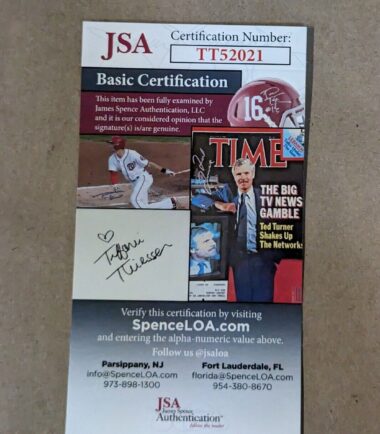 JSA
Certification Number:
TT52021
Basic Certification
This item has been fully examined by
James Spence Authentication, LLC
and it is our considered opinion that the
signature(s) is/are genuine.
16
TIME
THE BIG
TV NEWS
GAMBLE
Ted Turner
Shakes Up
The Networks
Tiffani
Thiessen
Verify this certification by visiting
SpenceLOA.com
and entering the alpha-numeric value above.
Follow us @jsaloa
Parsippany, NJ
info@SpenceLOA.com
973-898-1300
Fort Lauderdale, FL
florida@SpenceLOA.com
954-380-8670
JSA
James Spence
Authentication